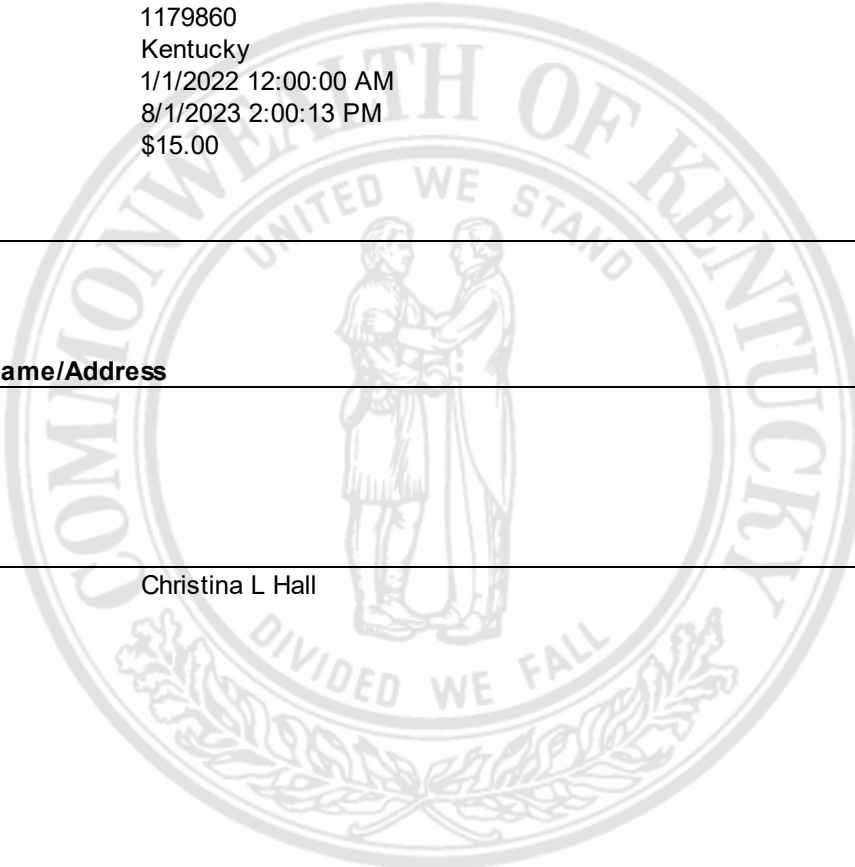 1179860
Kentucky
1/1/2022 12:00:00 AM
8/1/2023 2:00:13 PM
$15.00
COMMONWEALTH OF KENTUCKY
UNITED WE STAND
ame/Address
Christina L Hall
DIVIDED WE FALL